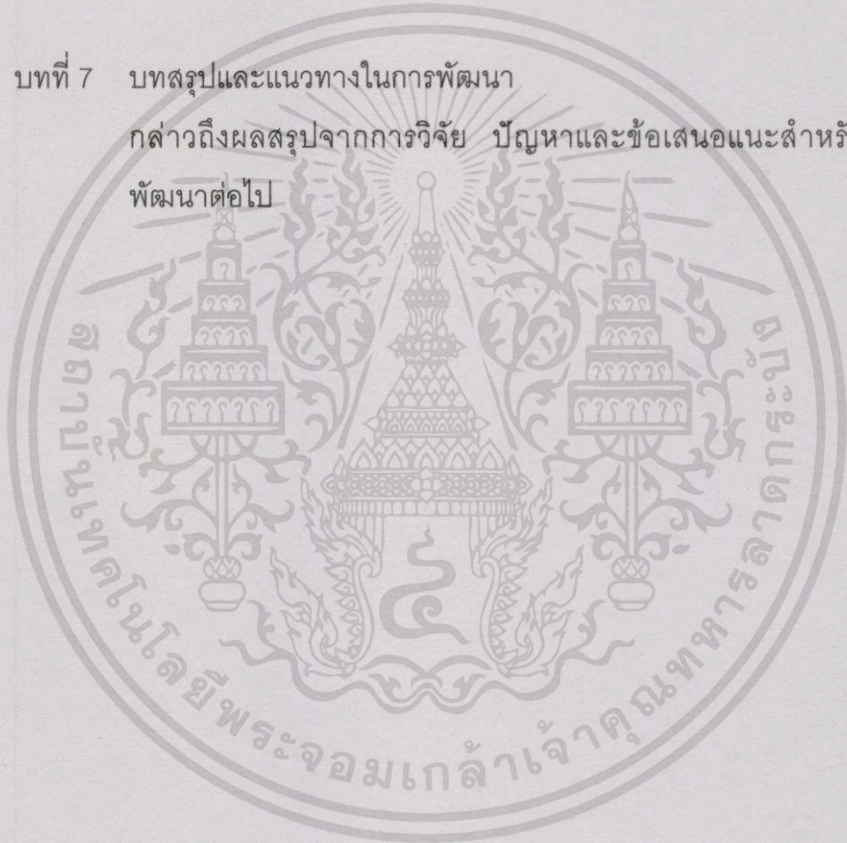 บทที่ 7 บทสรุปและแนวทางในการพัฒนา
กล่าวถึงผลสรุปจากการวิจัย ปัญหาและข้อเสนอแนะสำหรั
พัฒนาต่อไป
สถาบันเทคโนโลยีพระจอมเกล้าเจ้าคุณทหารลาดกระบัง
๔